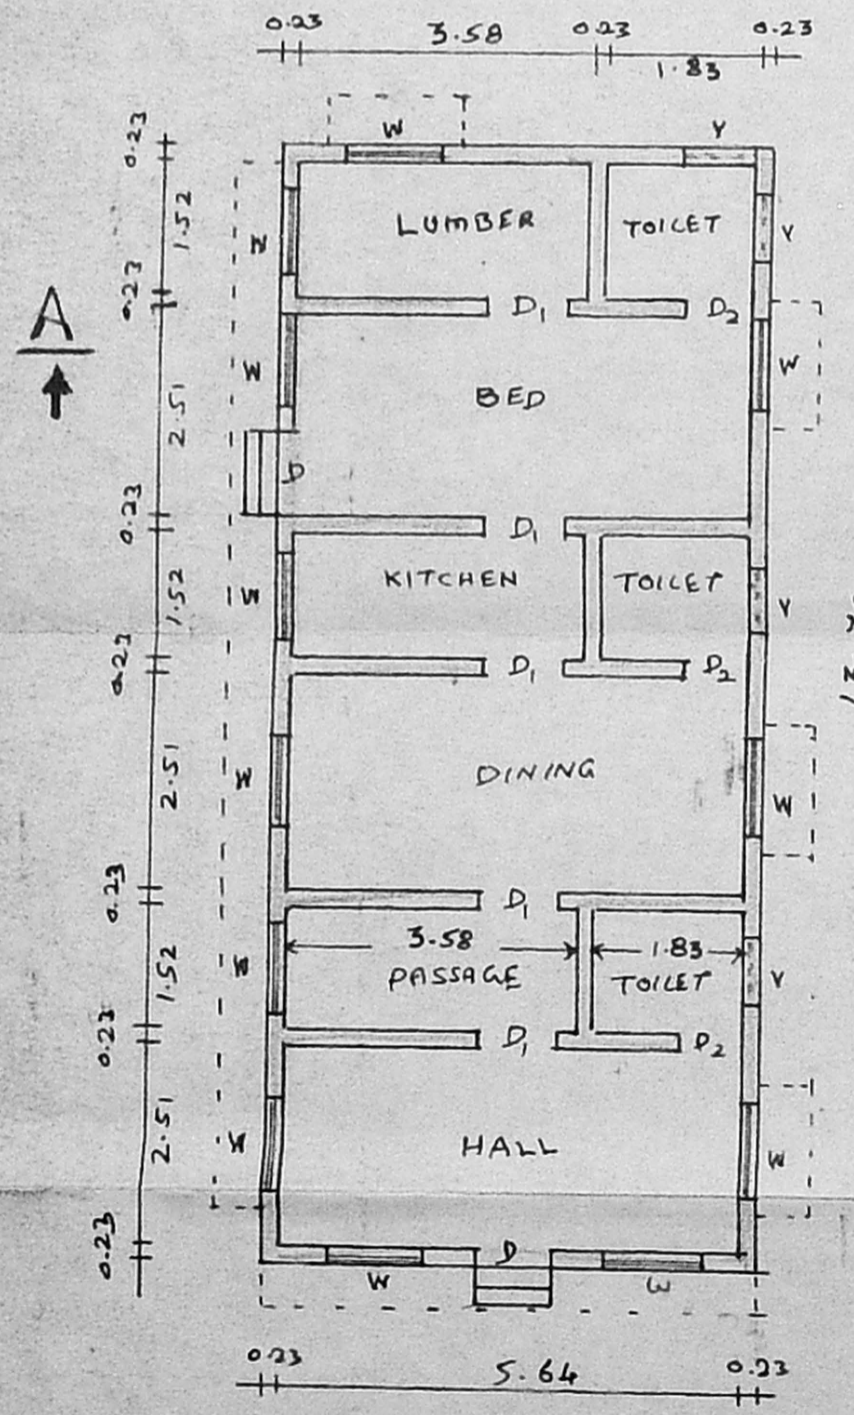 0.23 3.58 0.23 0.23
1.83
W V
0.23
1.52
LUMBER TOILET
W V
0.23
D1 D2
A
W W
BED
2.51
D
0.23
D1
KITCHEN TOILET
1.52
W V
0.23
D1 D2
2.51
DINING
W W
0.23
D1
3.58 1.83
PASSAGE TOILET
1.52
W V
0.23
D1 D2
2.51
HALL
W W
0.23
D
W W
0.23 5.64 0.23